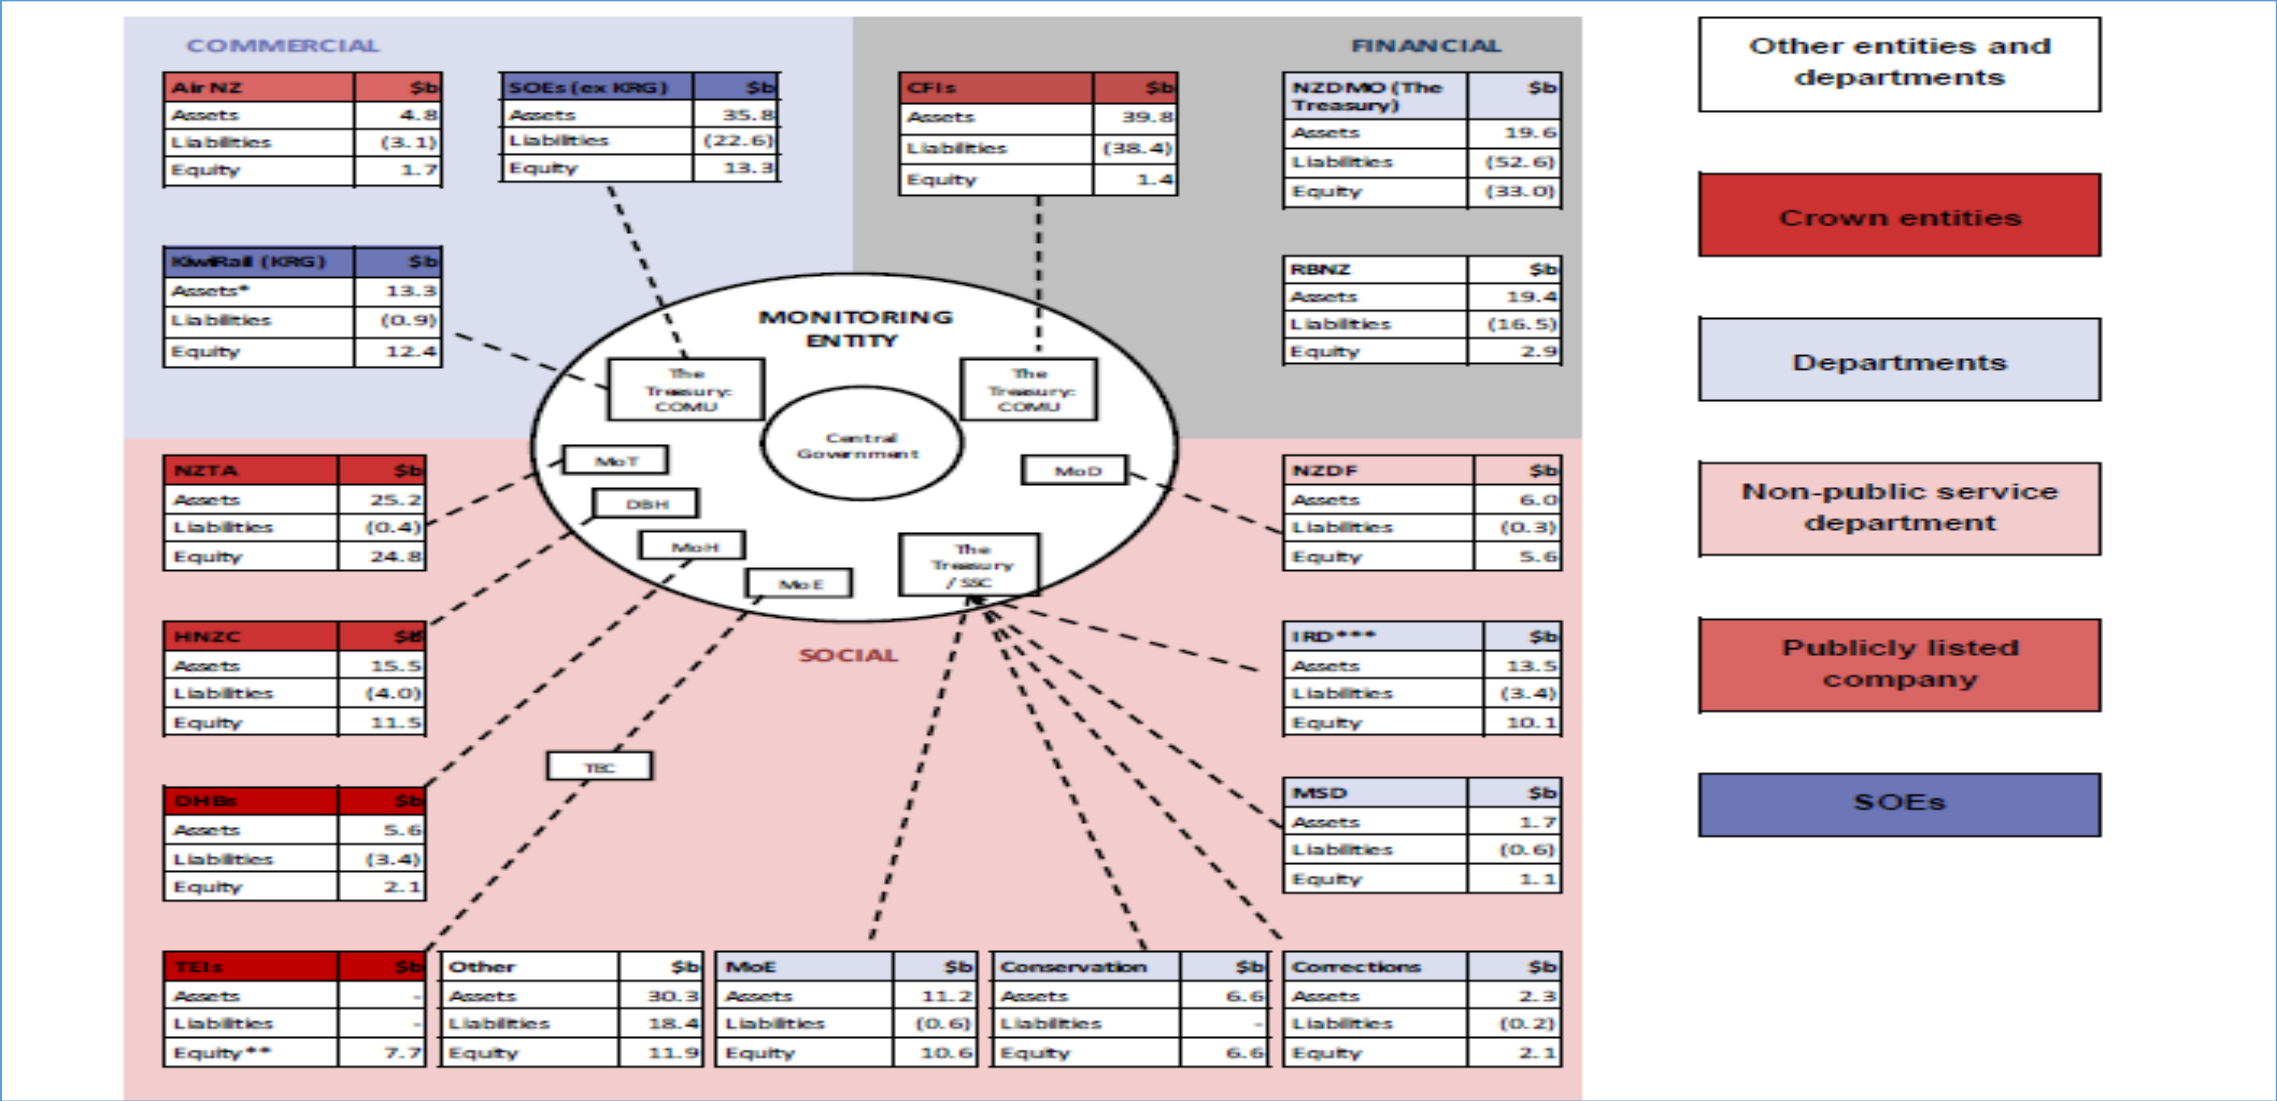 COMMERCIAL
FINANCIAL
Air NZ $b
Assets 4.8
Liabilities (3.1)
Equity 1.7
SOEs (ex KRG) $b
Assets 35.8
Liabilities (22.6)
Equity 13.3
CFIs $b
Assets 39.8
Liabilities (38.4)
Equity 1.4
NZDMO (The
Treasury) $b
Assets 19.6
Liabilities (52.6)
Equity (33.0)
KiwiRail (KRG) $b
Assets* 13.3
Liabilities (0.9)
Equity 12.4
RBNZ $b
Assets 19.4
Liabilities (16.5)
Equity 2.9
MONITORING
ENTITY
The
Treasury:
COMU
The
Treasury:
COMU
Central
Government
MoT
DBH
MoH
MoE
MoD
The
Treasury
/ SSC
SOCIAL
TEC
NZTA $b
Assets 25.2
Liabilities (0.4)
Equity 24.8
NZDF $b
Assets 6.0
Liabilities (0.3)
Equity 5.6
HNZC $b
Assets 15.5
Liabilities (4.0)
Equity 11.5
IRD*** $b
Assets 13.5
Liabilities (3.4)
Equity 10.1
DHBs $b
Assets 5.6
Liabilities (3.4)
Equity 2.1
MSD $b
Assets 1.7
Liabilities (0.6)
Equity 1.1
TEIs $b
Assets -
Liabilities -
Equity** 7.7
Other $b
Assets 30.3
Liabilities 18.4
Equity 11.9
MoE $b
Assets 11.2
Liabilities (0.6)
Equity 10.6
Conservation $b
Assets 6.6
Liabilities -
Equity 6.6
Corrections $b
Assets 2.3
Liabilities (0.2)
Equity 2.1
Other entities and
departments
Crown entities
Departments
Non-public service
department
Publicly listed
company
SOEs